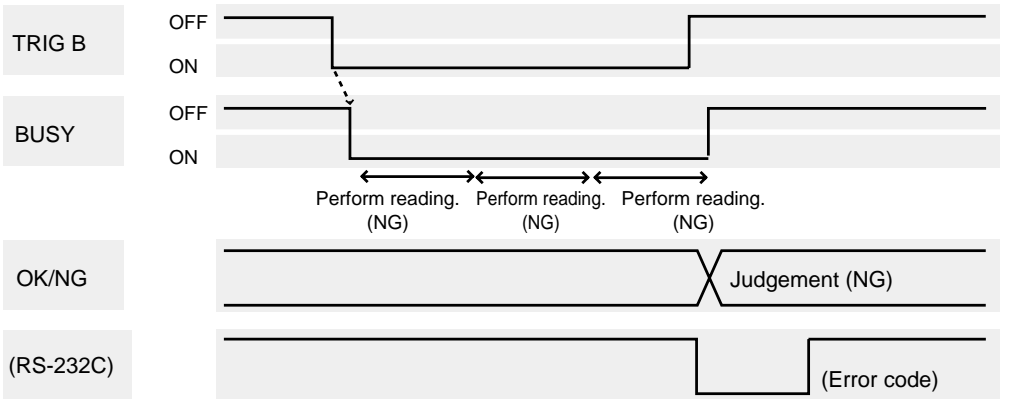 TRIG B
OFF
ON
BUSY
OFF
ON
Perform reading. Perform reading. Perform reading.
(NG) (NG) (NG)
OK/NG
Judgement (NG)
(RS-232C)
(Error code)